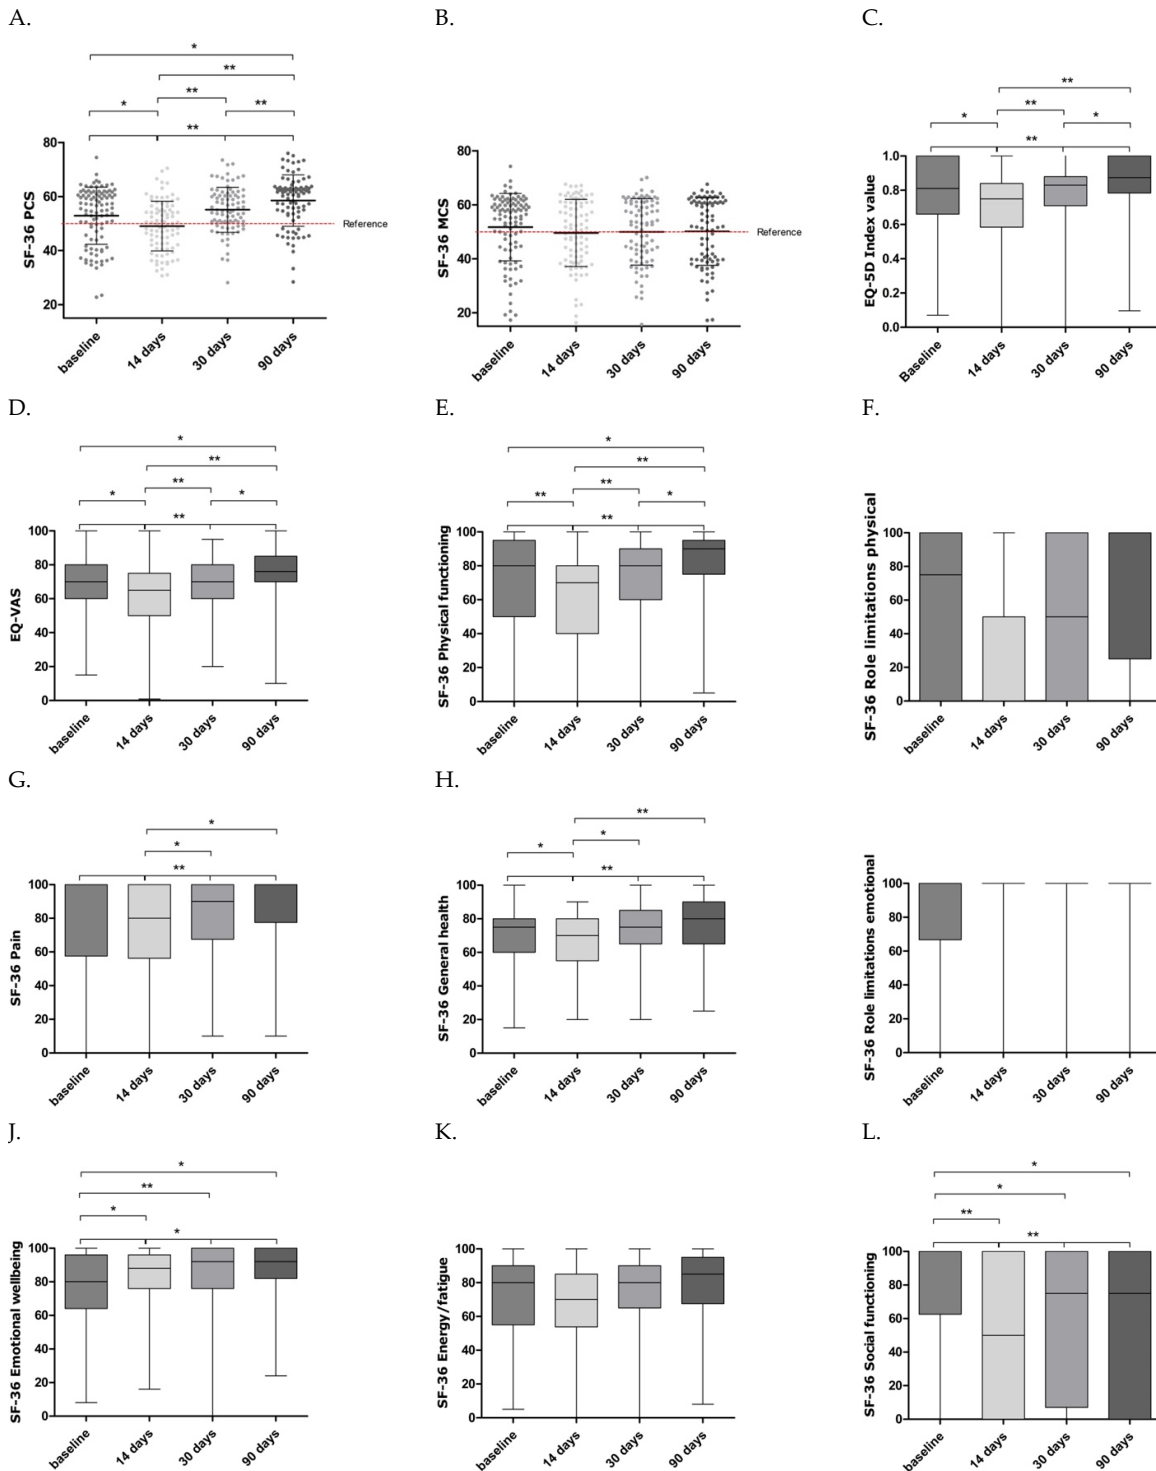 A.
B.
C.
*
**
**
*
**
**
SF-36 PCS
80
60
40
20
Reference
baseline
14 days
30 days
90 days
SF-36 MCS
80
60
40
20
Reference
baseline
14 days
30 days
90 days
**
**
*
*
**
EQ-5D Index value
1.0
0.8
0.6
0.4
0.2
0.0
Baseline
14 days
30 days
90 days
D.
E.
F.
*
**
**
*
*
**
EQ-VAS
100
80
60
40
20
0
baseline
14 days
30 days
90 days
*
**
**
**
*
**
SF-36 Physical functioning
100
80
60
40
20
0
baseline
14 days
30 days
90 days
SF-36 Role limitations physical
100
80
60
40
20
0
baseline
14 days
30 days
90 days
G.
H.
*
*
**
SF-36 Pain
100
80
60
40
20
0
baseline
14 days
30 days
90 days
**
*
*
**
SF-36 General health
100
80
60
40
20
0
baseline
14 days
30 days
90 days
SF-36 Role limitations emotional
100
80
60
40
20
0
baseline
14 days
30 days
90 days
J.
K.
L.
*
**
*
*
SF-36 Emotional wellbeing
100
80
60
40
20
0
baseline
14 days
30 days
90 days
SF-36 Energy/fatigue
100
80
60
40
20
0
baseline
14 days
30 days
90 days
*
*
**
**
SF-36 Social functioning
100
80
60
40
20
0
baseline
14 days
30 days
90 days